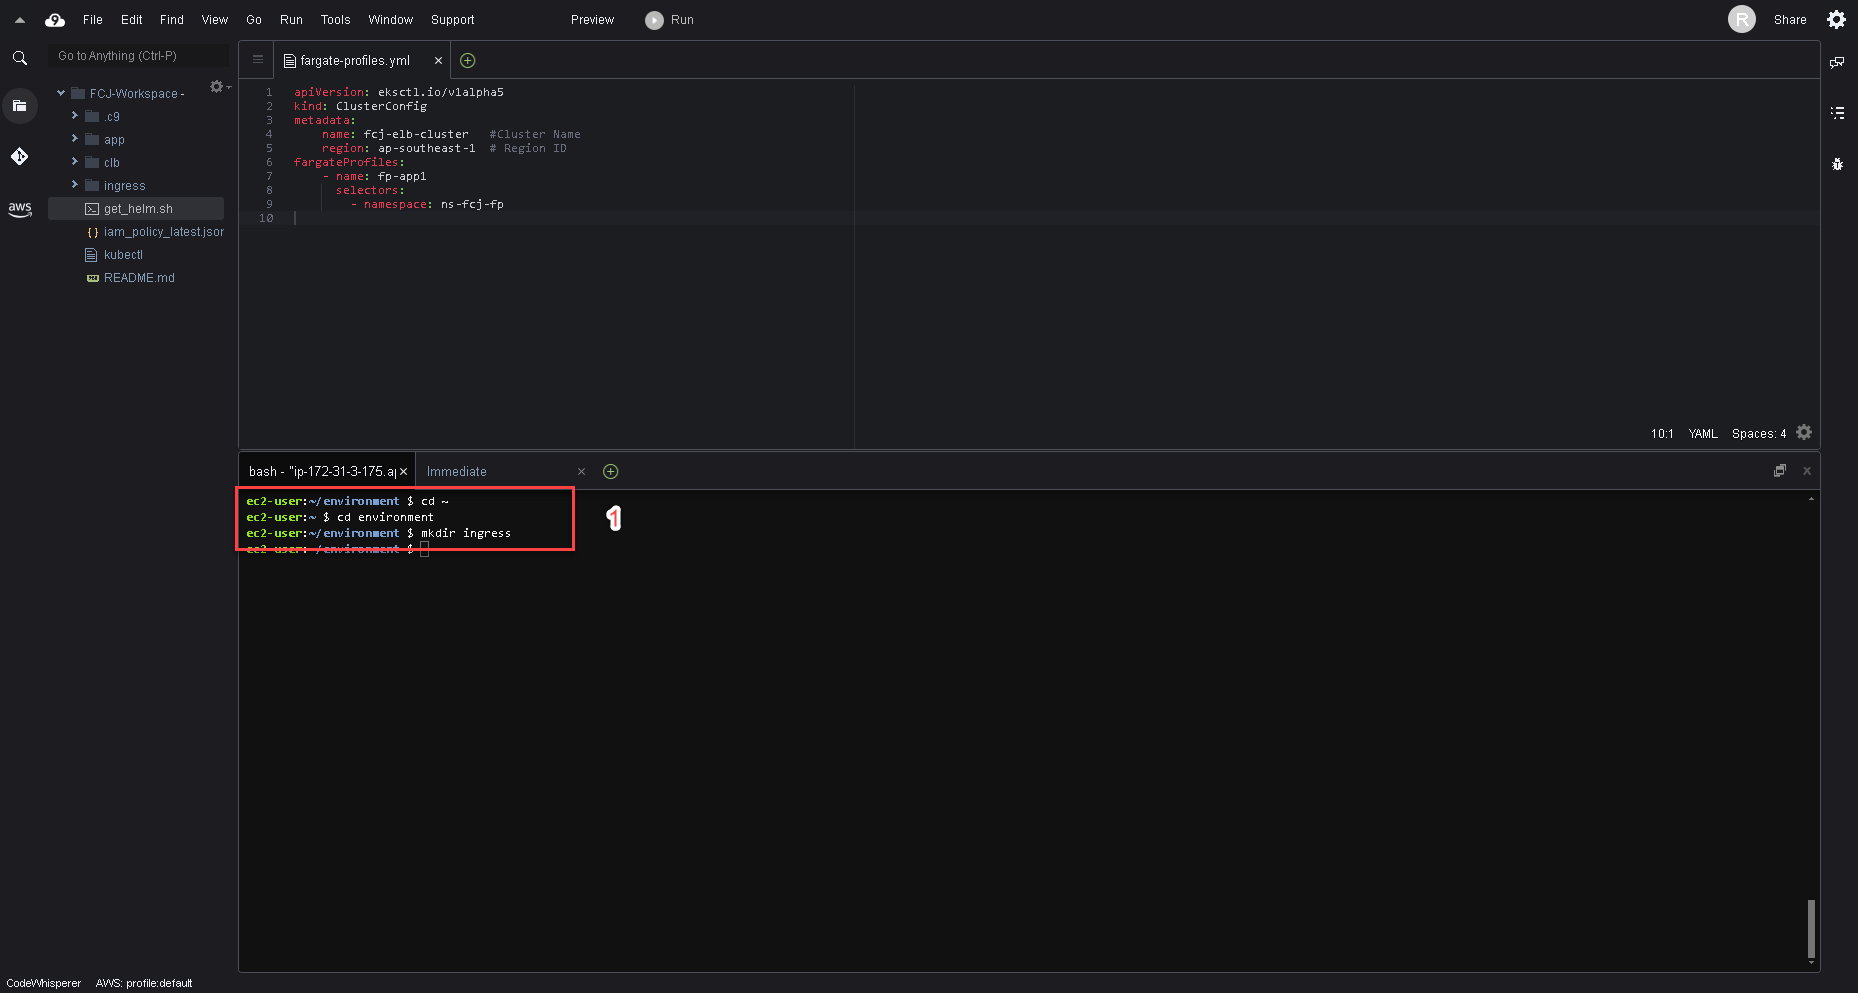 File Edit Find View Go Run Tools Window Support Preview Run R Share
Go to Anything (Ctrl-P)
FCJ-Workspace -
.c9
app
clb
ingress
get_helm.sh
iam_policy_latest.jsor
kubectl
README.md
aws
fargate-profiles.yml
1 apiVersion: eksctl.io/v1alpha5
2 kind: ClusterConfig
3 metadata:
4 name: fcj-elb-cluster #Cluster Name
5 region: ap-southeast-1 # Region ID
6 fargateProfiles:
7 - name: fp-app1
8 selectors:
9 - namespace: ns-fcj-fp
10
10:1 YAML Spaces: 4
bash - "ip-172-31-3-175.a Immediate
ec2-user:~/environment $ cd ~
ec2-user:~ $ cd environment
ec2-user:~/environment $ mkdir ingress
ec2-user:~/environment $
1
CodeWhisperer AWS: profile:default